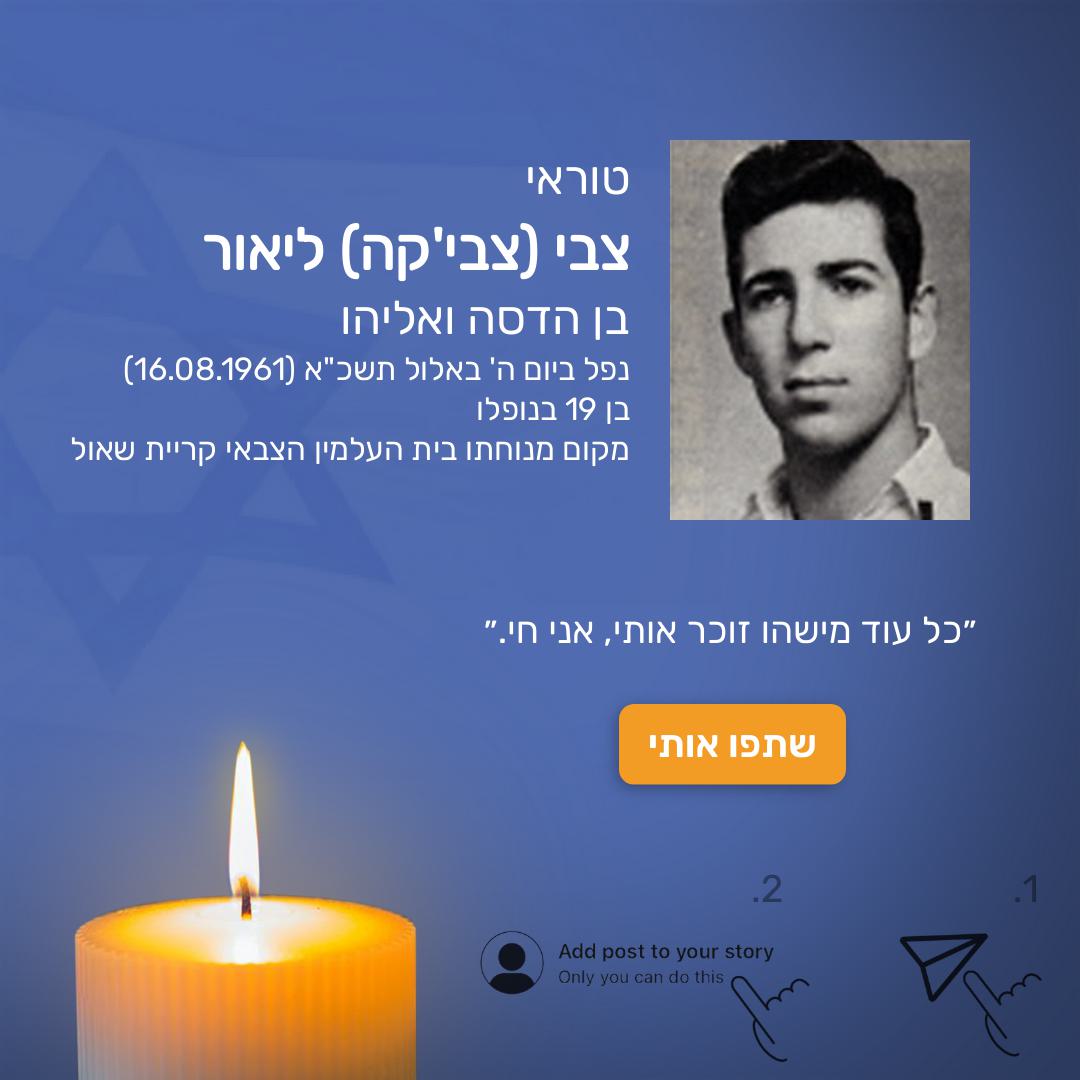 טוראי
צבי (צבי'קה) ליאור
בן הדסה ואליהו
נפל ביום ה' באלול תשכ"א (16.08.1961)
בן 19 בנופלו
מקום מנוחתו בית העלמין הצבאי קריית שאול
״כל עוד מישהו זוכר אותי, אני חי.״
שתפו אותי
1.
2.
Add post to your story
Only you can do this